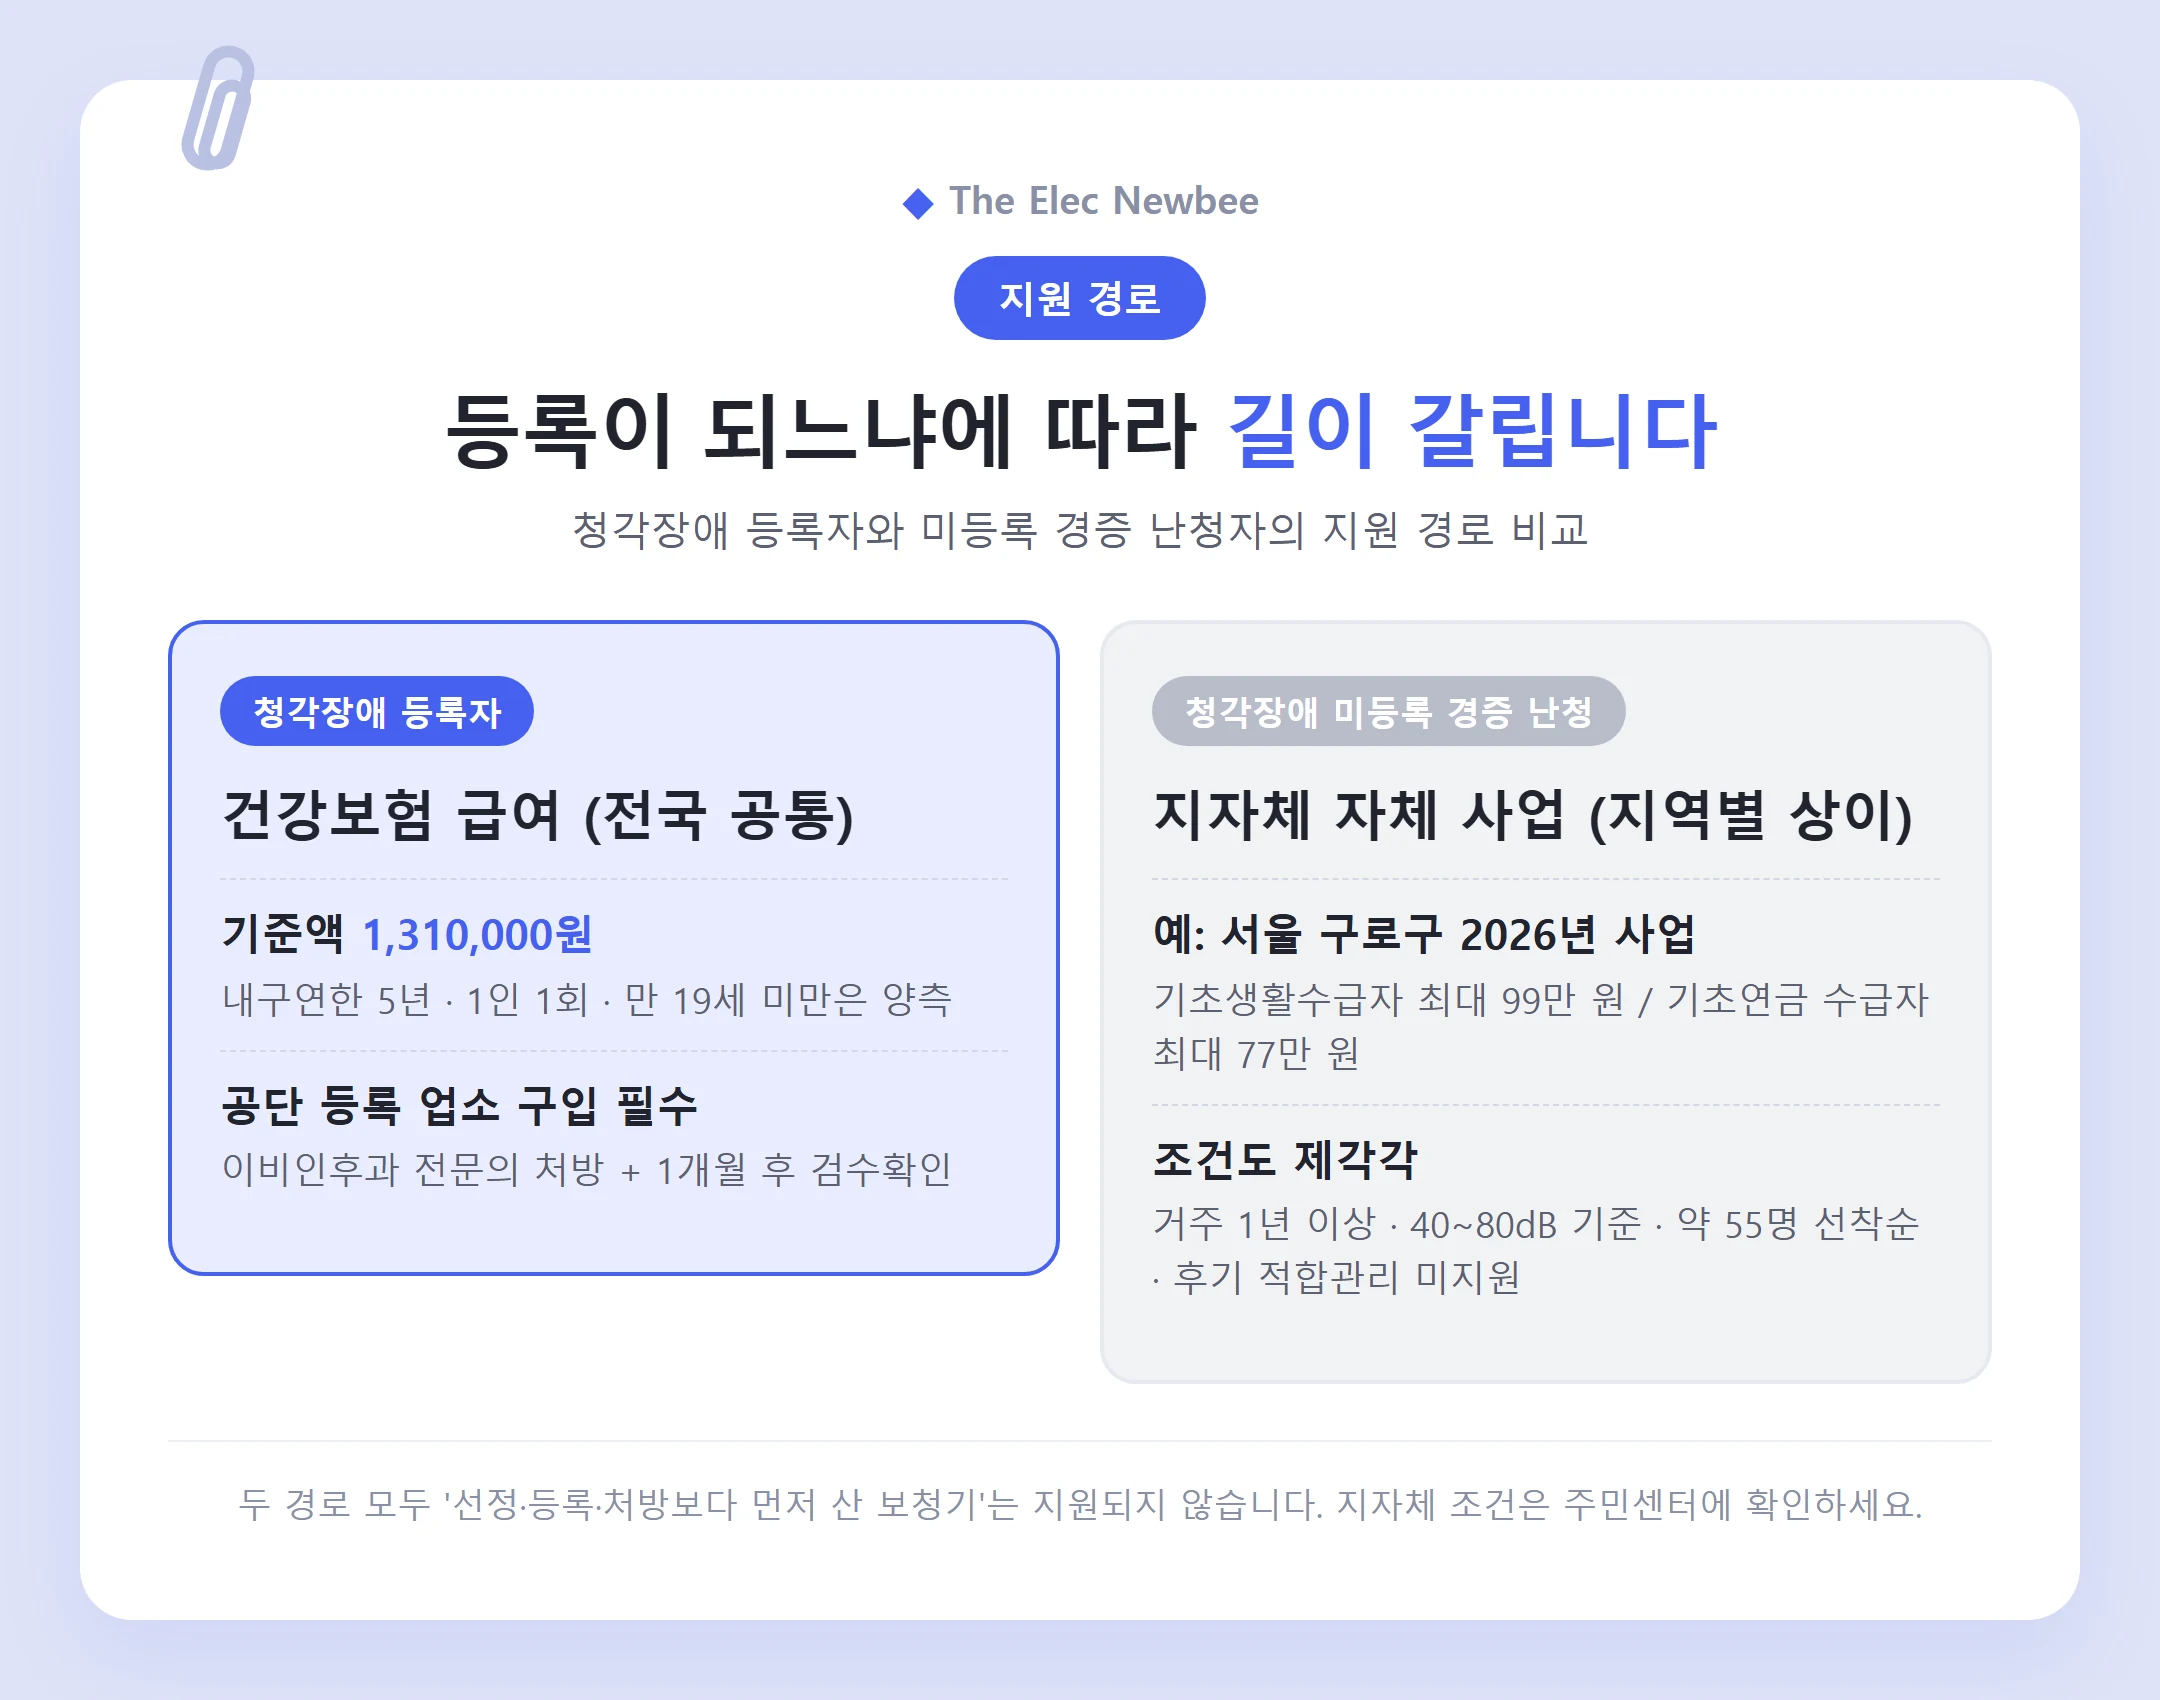 The Elec Newbee
지원 경로
등록이 되느냐에 따라 길이 갈립니다
청각장애 등록자와 미등록 경증 난청자의 지원 경로 비교
청각장애 등록자
건강보험 급여 (전국 공통)
기준액 1,310,000원
내구연한 5년 · 1인 1회 · 만 19세 미만은 양측
공단 등록 업소 구입 필수
이비인후과 전문의 처방 + 1개월 후 검수확인
청각장애 미등록 경증 난청
지자체 자체 사업 (지역별 상이)
예: 서울 구로구 2026년 사업
기초생활수급자 최대 99만 원 / 기초연금 수급자
최대 77만 원
조건도 제각각
거주 1년 이상 · 40~80dB 기준 · 약 55명 선착순
· 후기 적합관리 미지원
두 경로 모두 '선정·등록·처방보다 먼저 산 보청기'는 지원되지 않습니다. 지자체 조건은 주민센터에 확인하세요.